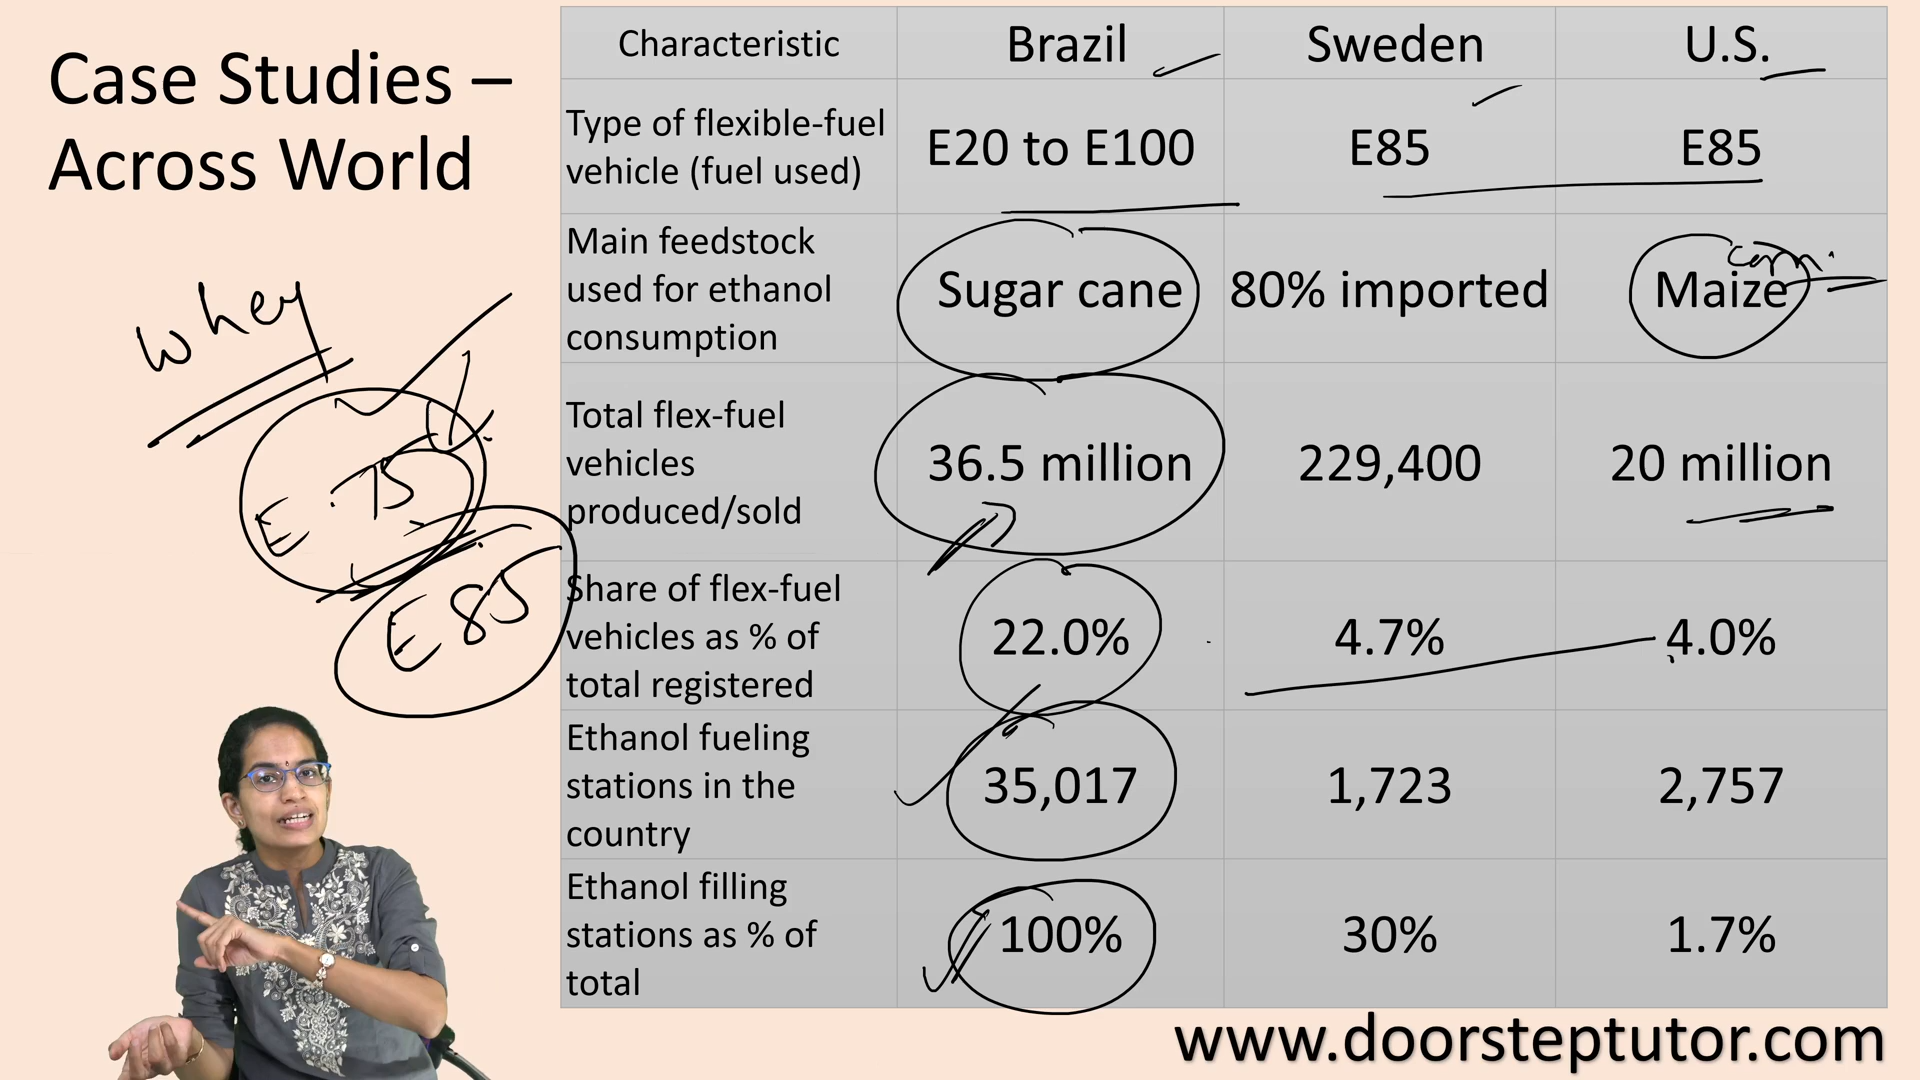 Case Studies –
Across World
whey
E 75
E 85
Characteristic
Brazil
Sweden
U.S.
Type of flexible-fuel
vehicle (fuel used)
E20 to E100
E85
E85
Main feedstock
used for ethanol
consumption
Sugar cane
80% imported
Maize
corn
Total flex-fuel
vehicles
produced/sold
36.5 million
229,400
20 million
Share of flex-fuel
vehicles as % of
total registered
22.0%
4.7%
4.0%
Ethanol fueling
stations in the
country
35,017
1,723
2,757
Ethanol filling
stations as % of
total
100%
30%
1.7%
www.doorsteptutor.com